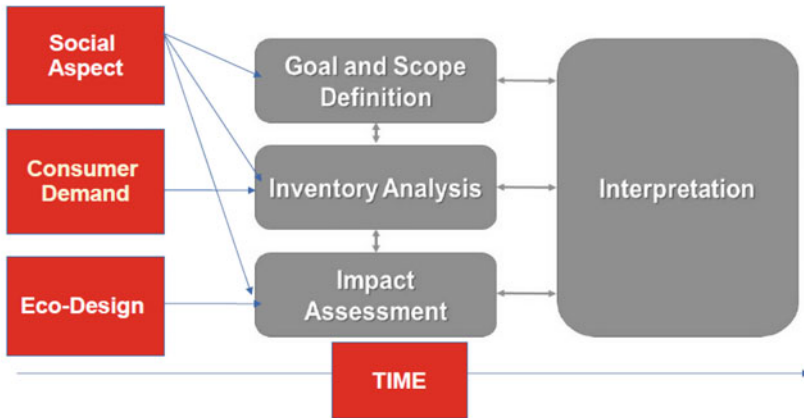 Social
Aspect
Goal and Scope
Definition
Consumer
Demand
Inventory Analysis
Interpretation
Eco-Design
Impact
Assessment
TIME